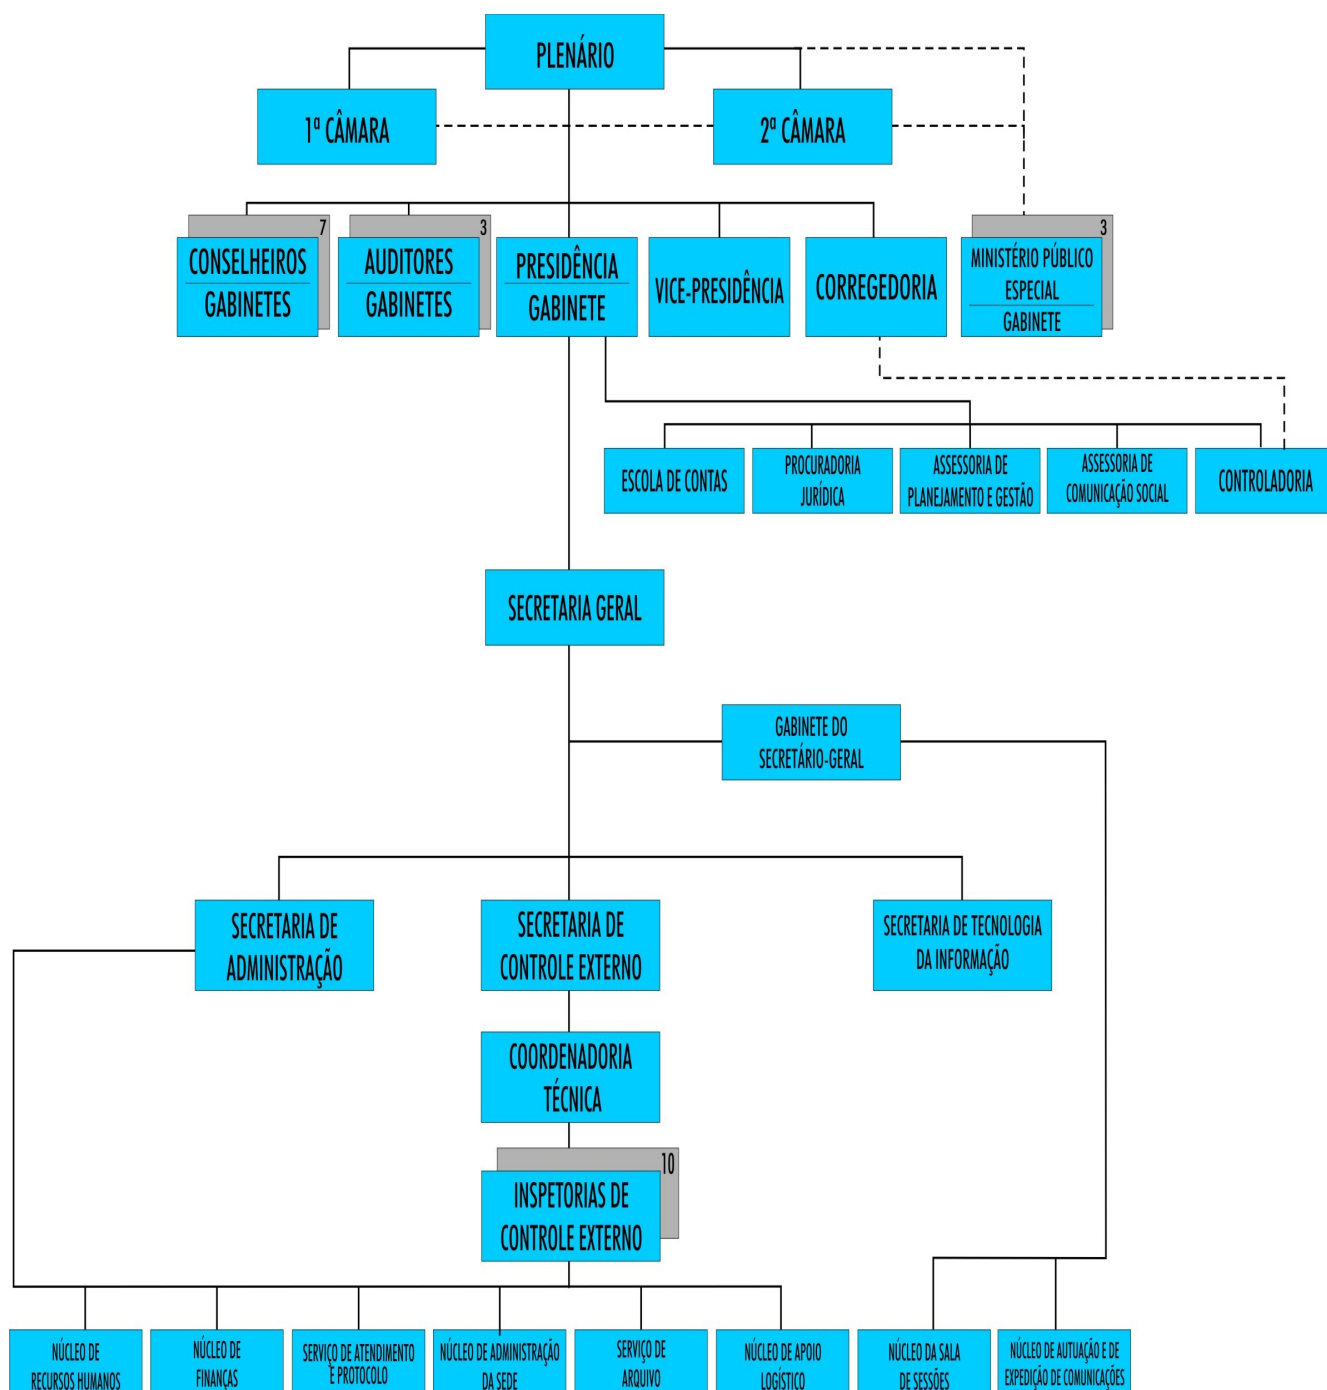 PLENÁRIO
1ª CÂMARA
2ª CÂMARA
7
CONSELHEIROS
GABINETES
3
AUDITORES
GABINETES
PRESIDÊNCIA
GABINETE
VICE-PRESIDÊNCIA
CORREGEDORIA
3
MINISTÉRIO PÚBLICO
ESPECIAL
GABINETE
ESCOLA DE CONTAS
PROCURADORIA
JURÍDICA
ASSESSORIA DE
PLANEJAMENTO E GESTÃO
ASSESSORIA DE
COMUNICAÇÃO SOCIAL
CONTROLADORIA
SECRETARIA GERAL
GABINETE DO
SECRETÁRIO-GERAL
SECRETARIA DE
ADMINISTRAÇÃO
SECRETARIA DE
CONTROLE EXTERNO
SECRETARIA DE TECNOLOGIA
DA INFORMAÇÃO
COORDENADORIA
TÉCNICA
10
INSPETORIAS DE
CONTROLE EXTERNO
NÚCLEO DE
RECURSOS HUMANOS
NÚCLEO DE
FINANÇAS
SERVIÇO DE ATENDIMENTO
E PROTOCOLO
NÚCLEO DE ADMINISTRAÇÃO
DA SEDE
SERVIÇO DE
ARQUIVO
NÚCLEO DE APOIO
LOGÍSTICO
NÚCLEO DA SALA
DE SESSÕES
NÚCLEO DE AUTUAÇÃO E DE
EXPEDIÇÃO DE COMUNICAÇÕES